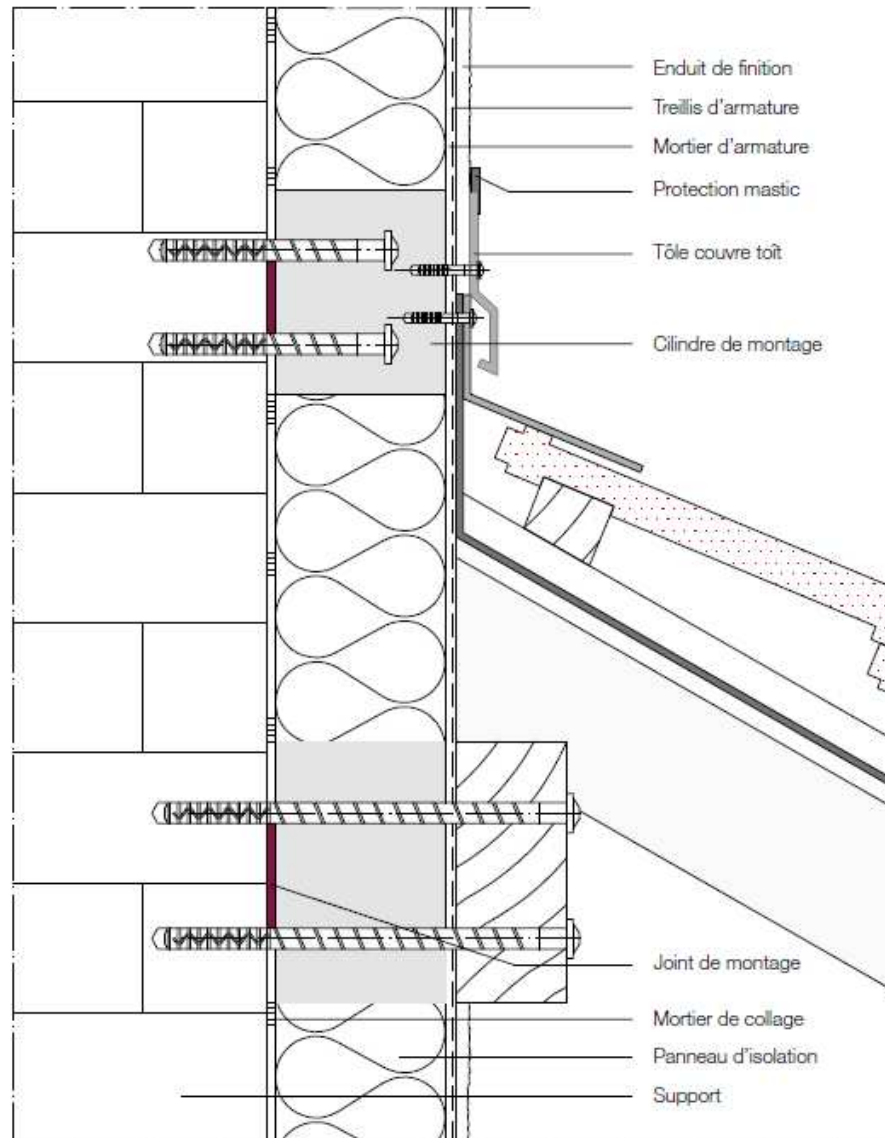 Enduit de finition
Treillis d'armature
Mortier d'armature
Protection mastic
Tôle couvre toît
Cilindre de montage
Joint de montage
Mortier de collage
Panneau d'isolation
Support